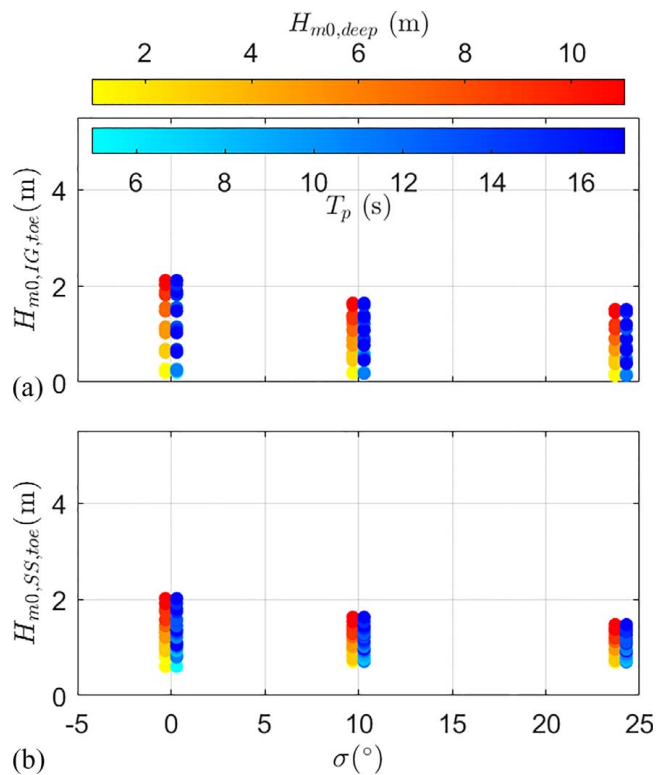 H_{m0,deep} (m)
2 4 6 8 10
6 8 10 12 14 16
T_p (s)
H_{m0,IG,toe}(m)
4
2
0
(a)
H_{m0,SS,toe}(m)
4
2
0
-5 0 5 10 15 20 25
(b) σ(°)